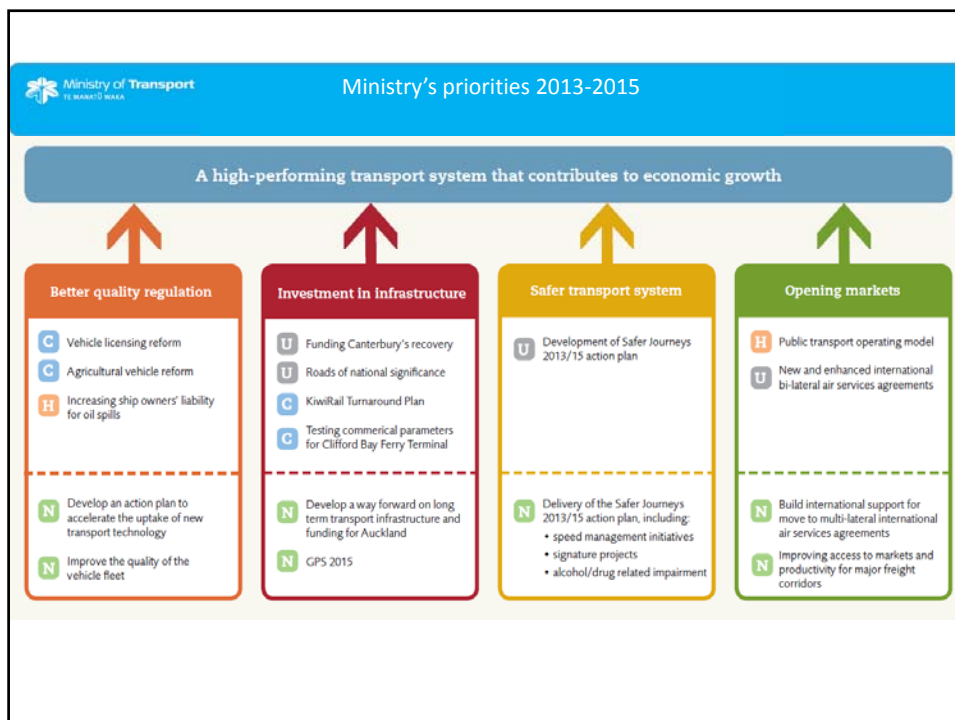 Ministry of Transport
TE MANATŪ WAKA
Ministry's priorities 2013-2015
A high-performing transport system that contributes to economic growth
Better quality regulation
C Vehicle licensing reform
C Agricultural vehicle reform
H Increasing ship owners' liability
for oil spills
N Develop an action plan to
accelerate the uptake of new
transport technology
N Improve the quality of the
vehicle fleet
Investment in infrastructure
U Funding Canterbury's recovery
U Roads of national significance
C KiwiRail Turnaround Plan
C Testing commerical parameters
for Clifford Bay Ferry Terminal
N Develop a way forward on long
term transport infrastructure and
funding for Auckland
N GPS 2015
Safer transport system
U Development of Safer Journeys
2013/15 action plan
N Delivery of the Safer Journeys
2013/15 action plan, including:
• speed management initiatives
• signature projects
• alcohol/drug related impairment
Opening markets
H Public transport operating model
U New and enhanced international
bi-lateral air services agreements
N Build international support for
move to multi-lateral international
air services agreements
N Improving access to markets and
productivity for major freight
corridors